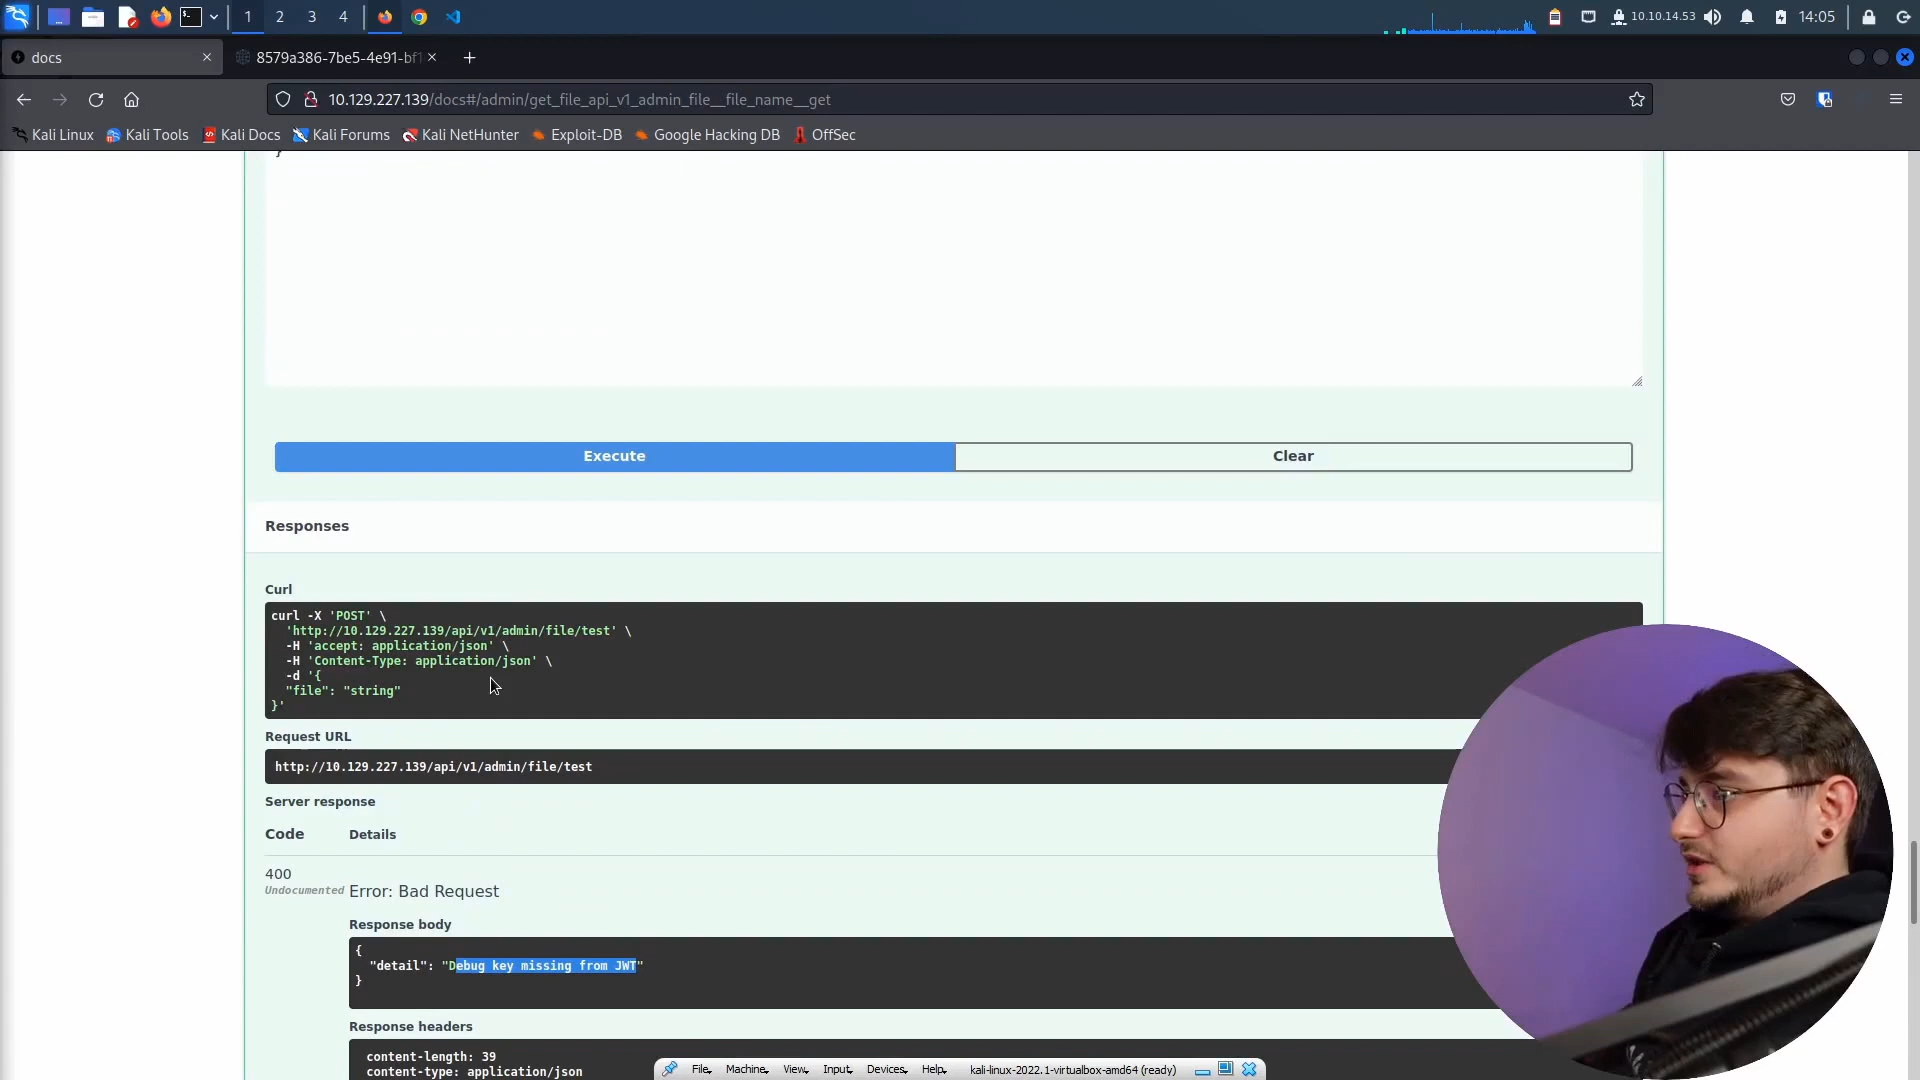 1
2
3
4
10.10.14.53
14:05
docs
8579a386-7be5-4e91-bf1
10.129.227.139/docs#/admin/get_file_api_v1_admin_file__file_name__get
Kali Linux
Kali Tools
Kali Docs
Kali Forums
Kali NetHunter
Exploit-DB
Google Hacking DB
OffSec
}
Execute
Clear
Responses
Curl
curl -X 'POST' \
'http://10.129.227.139/api/v1/admin/file/test' \
-H 'accept: application/json' \
-H 'Content-Type: application/json' \
-d '{
"file": "string"
}'
Request URL
http://10.129.227.139/api/v1/admin/file/test
Server response
Code
Details
400
Undocumented
Error: Bad Request
Response body
{
"detail": "Debug key missing from JWT"
}
Response headers
content-length: 39
content-type: application/json
File
Machine
View
Input
Devices
Help
kali-linux-2022.1-virtualbox-amd64 (ready)